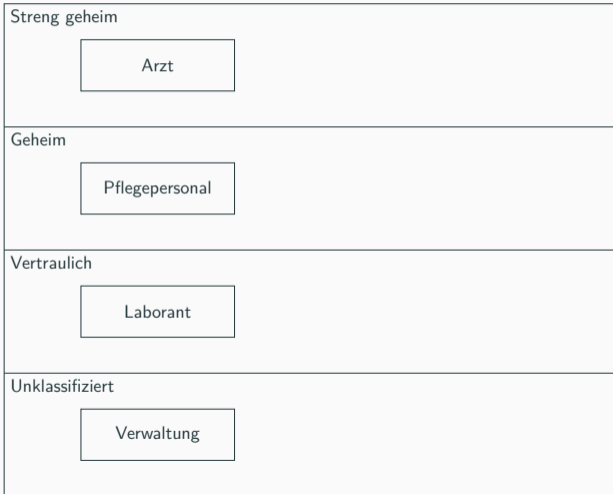 Streng geheim
Arzt
Geheim
Pflegepersonal
Vertraulich
Laborant
Unklassifiziert
Verwaltung